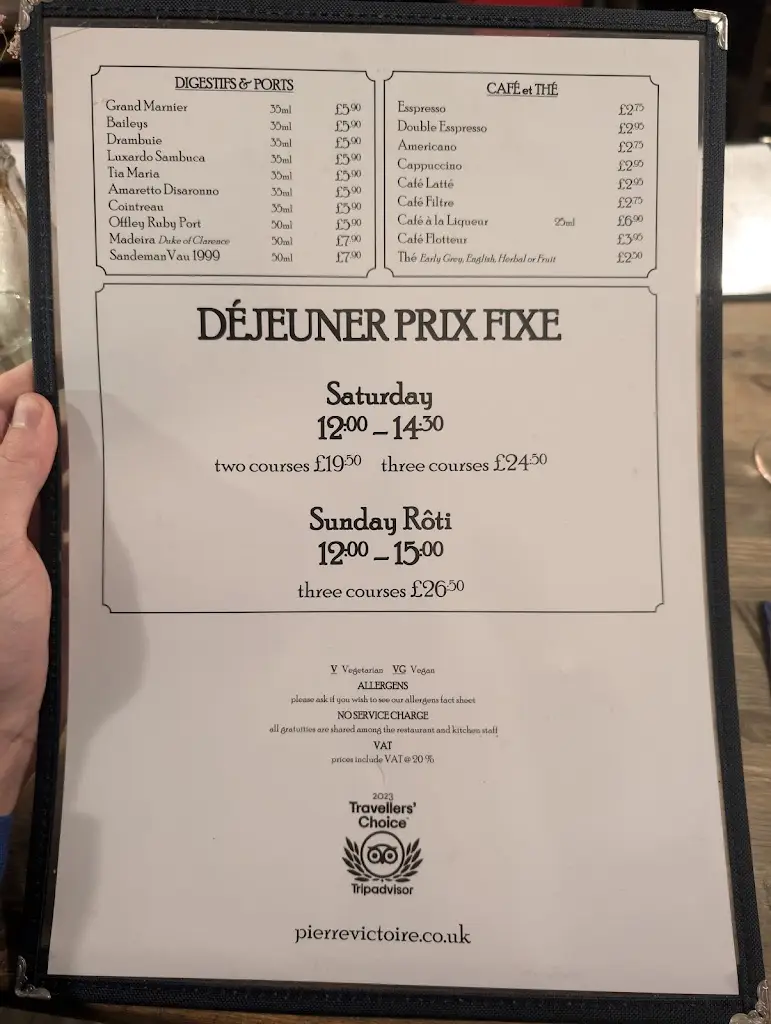 DIGESTIFS & PORTS
Grand Marnier 35ml £5.90
Baileys 35ml £5.90
Drambuie 35ml £5.90
Luxardo Sambuca 35ml £5.90
Tia Maria 35ml £5.90
Amaretto Disaronno 35ml £5.90
Cointreau 35ml £5.90
Offley Ruby Port 50ml £5.90
Madeira Duke of Clarence 50ml £7.90
Sandeman Vau 1999 50ml £7.90
CAFÉ et THÉ
Esspresso £2.75
Double Esspresso £2.95
Americano £2.75
Cappuccino £2.95
Café Latté £2.95
Café Filtre £2.75
Café à la Liqueur 25ml £6.90
Café Flotteur £3.95
Thé Early Grey, English, Herbal or Fruit £2.50
DÉJEUNER PRIX FIXE
Saturday
12:00 – 14:30
two courses £19.50 three courses £24.50
Sunday Rôti
12:00 – 15:00
three courses £26.50
V Vegetarian VG Vegan
ALLERGENS
please ask if you wish to see our allergens fact sheet
NO SERVICE CHARGE
all gratuities are shared among the restaurant and kitchen staff
VAT
prices include VAT @ 20 %
2023
Travellers'
Choice
Tripadvisor
pierrevictoire.co.uk